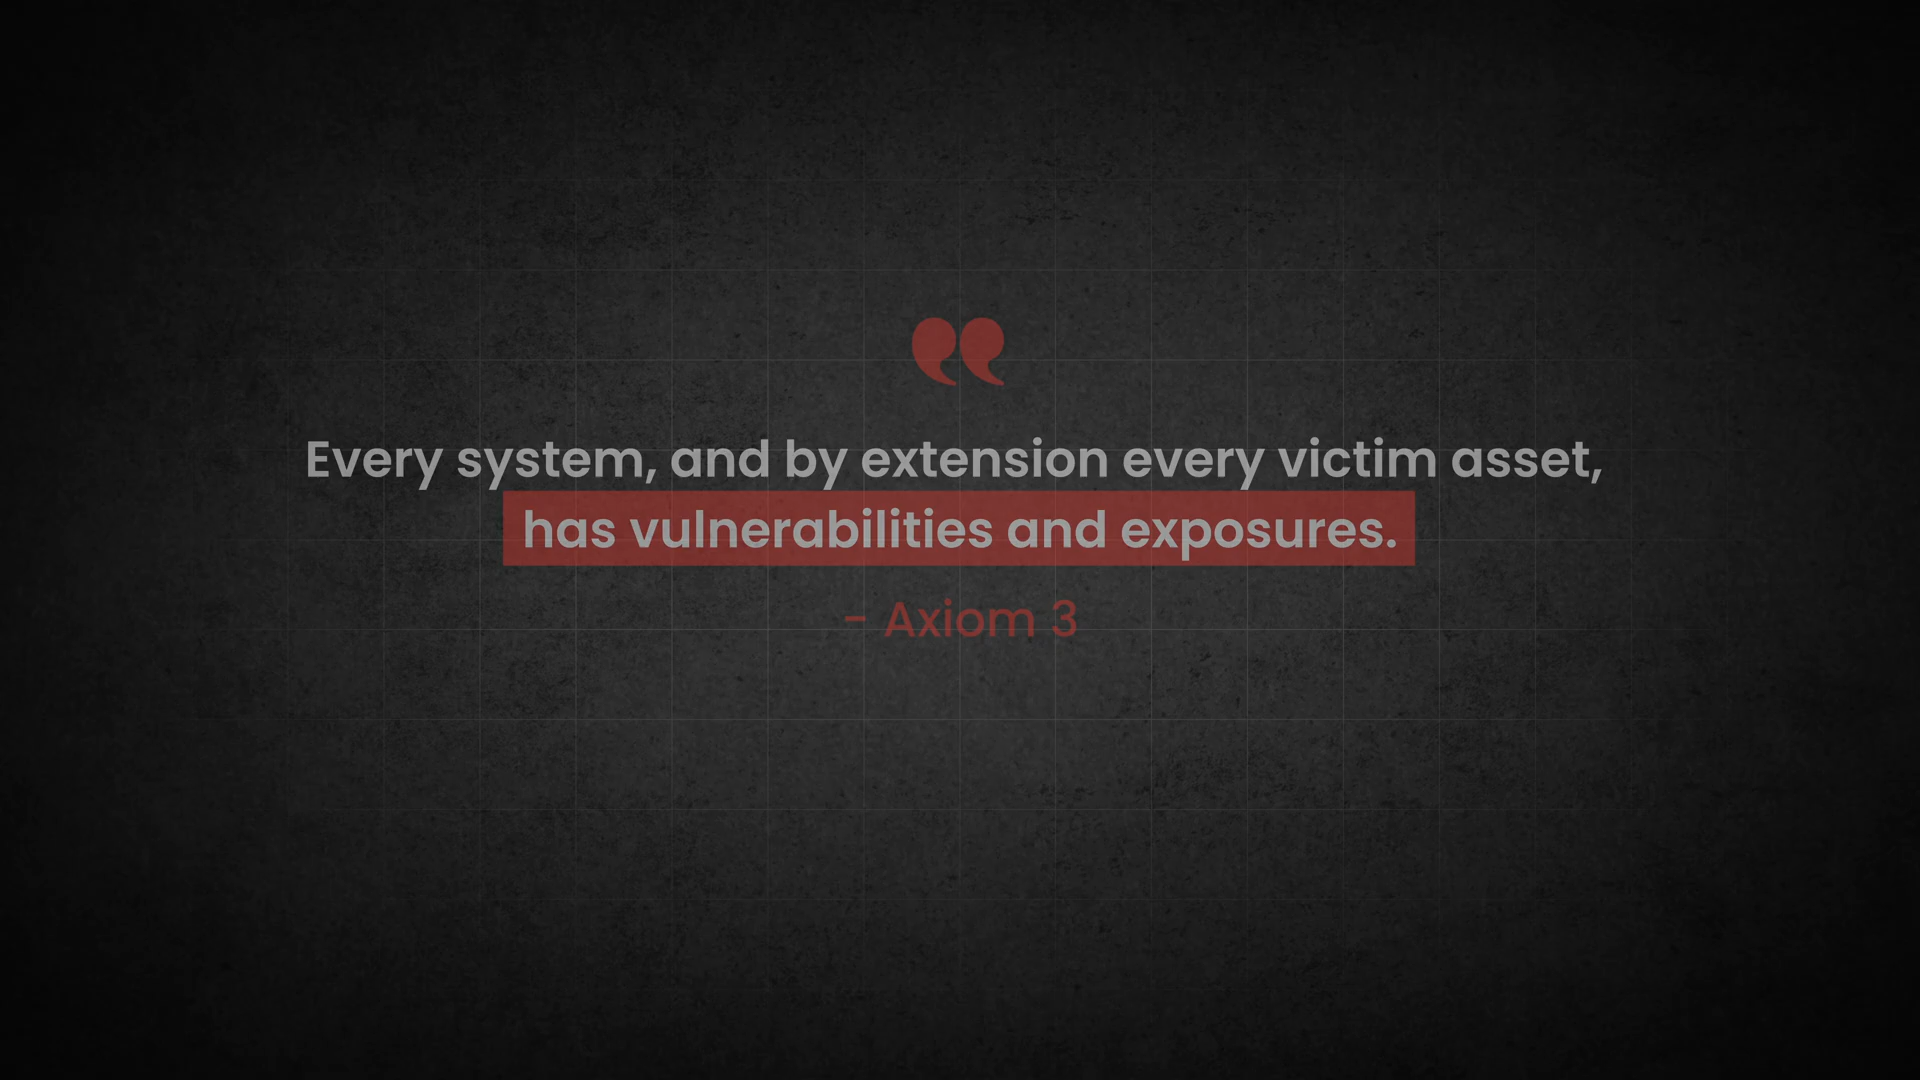 ❝
Every system, and by extension every victim asset,
has vulnerabilities and exposures.
- Axiom 3